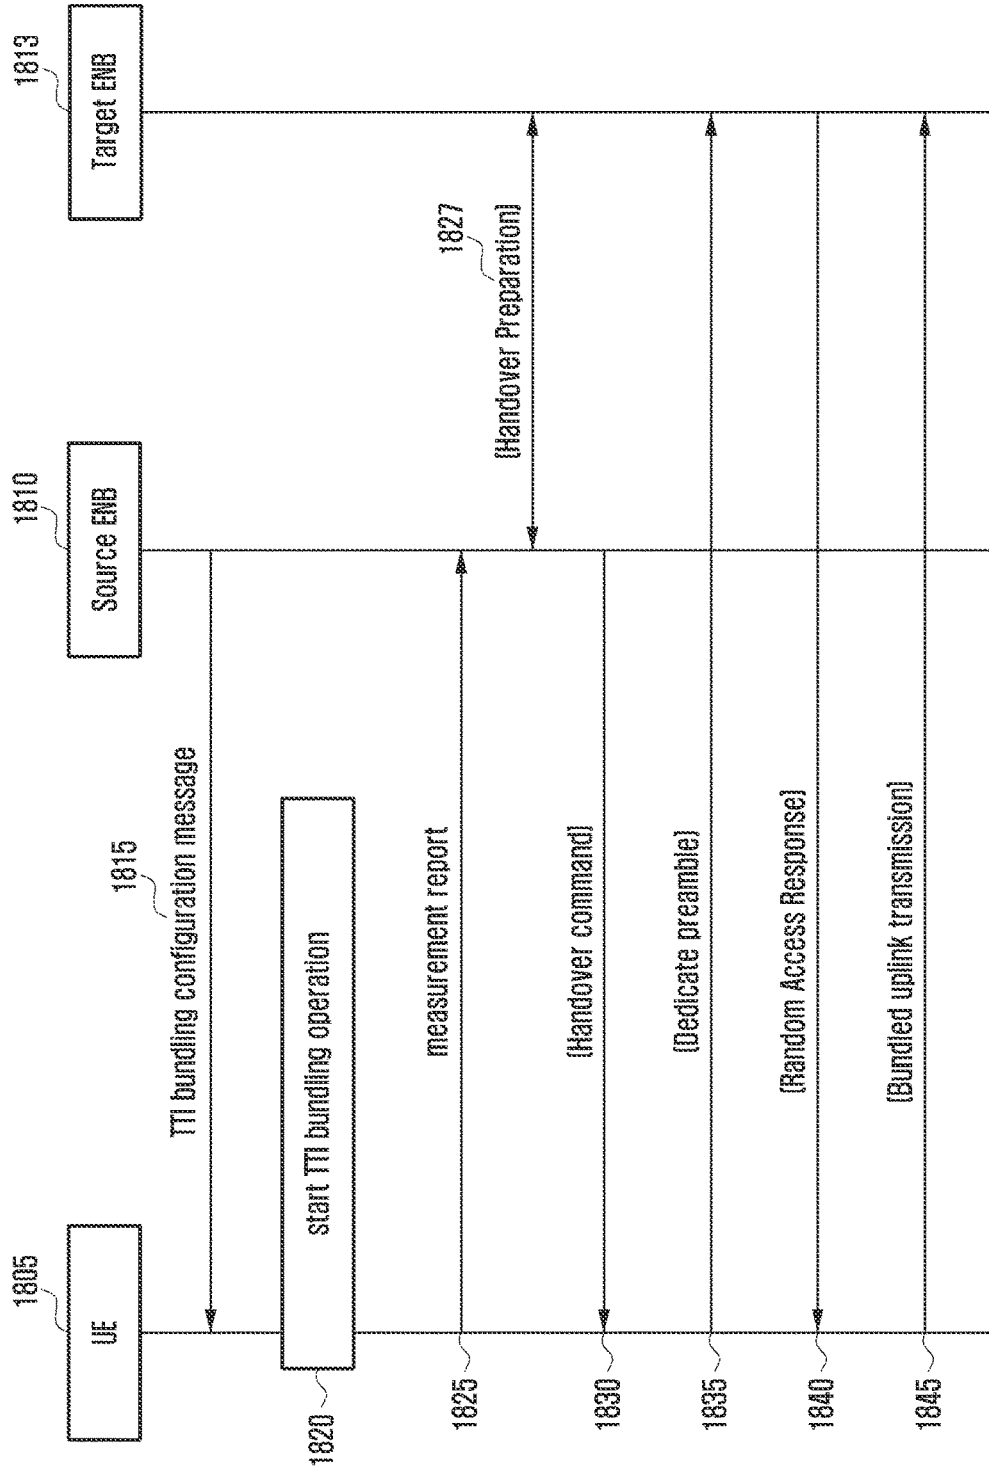 1805
UE
1810
Source ENB
1813
Target ENB
TTI bundling configuration message
1815
1820
start TTI bundling operation
1825
measurement report
[Handover Preparation]
1827
1830
[Handover command]
1835
[Dedicate preamble]
1840
[Random Access Response]
1845
[Bundled uplink transmission]